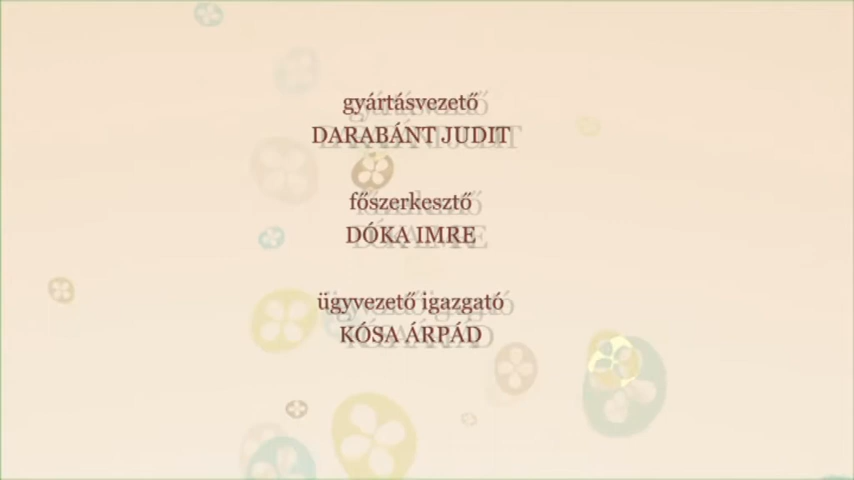 gyártásvezető
DARABÁNT JUDIT
főszerkesztő
DÓKA IMRE
ügyvezető igazgató
KÓSA ÁRPÁD